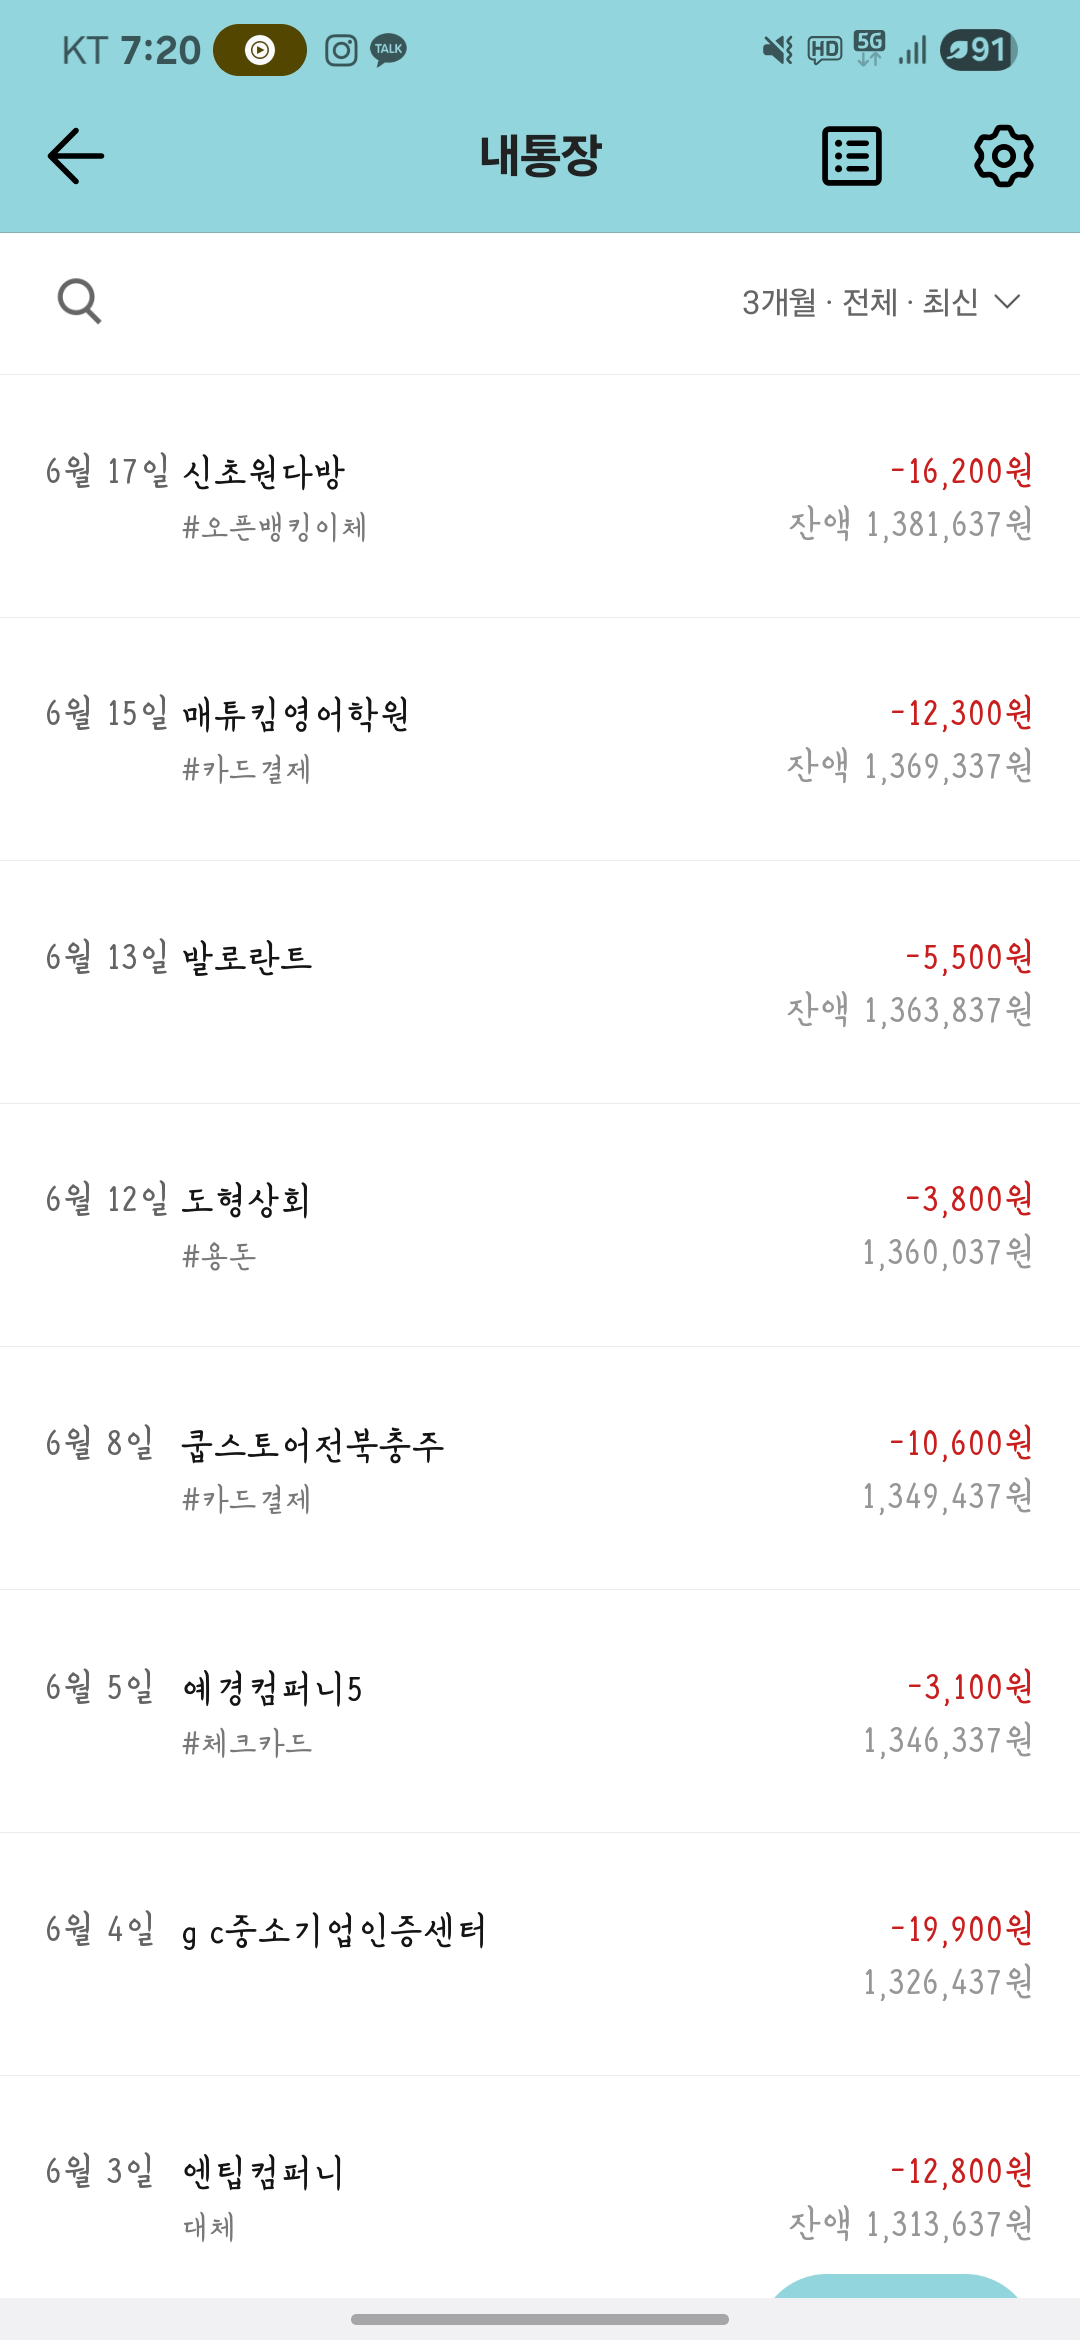 KT 7:20 TALK HD 5G 91
내통장
3개월 · 전체 · 최신
6월 17일 신초원다방 -16,200원
#오픈뱅킹이체 잔액 1,381,637원
6월 15일 매튜킴영어학원 -12,300원
#카드결제 잔액 1,369,337원
6월 13일 발로란트 -5,500원
잔액 1,363,837원
6월 12일 도형상회 -3,800원
#용돈 1,360,037원
6월 8일 쿱스토어전북충주 -10,600원
#카드결제 1,349,437원
6월 5일 예경컴퍼니5 -3,100원
#체크카드 1,346,337원
6월 4일 g c중소기업인증센터 -19,900원
1,326,437원
6월 3일 엔팁컴퍼니 -12,800원
대체 잔액 1,313,637원